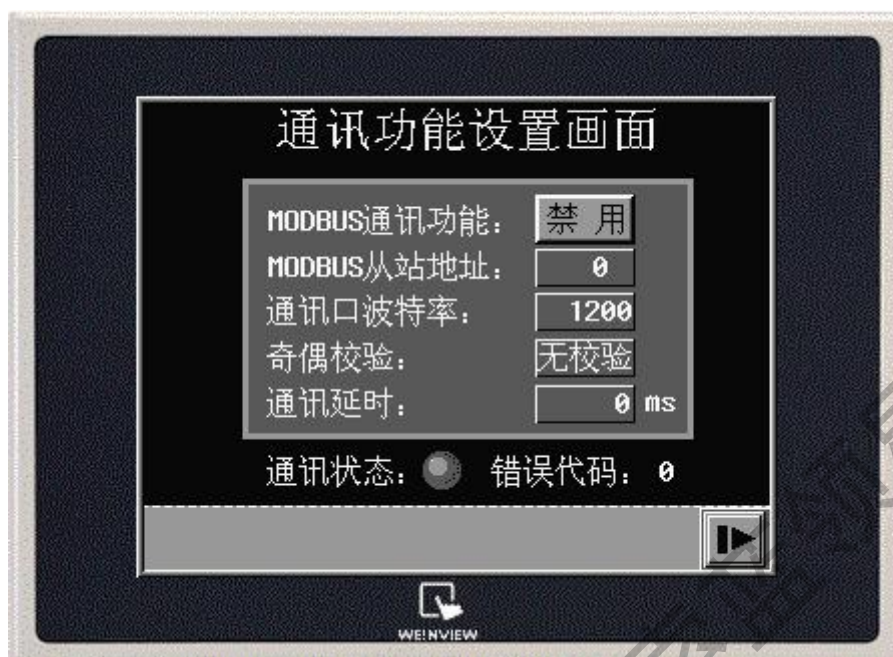 通讯功能设置画面
MODBUS通讯功能: 禁用
MODBUS从站地址: 0
通讯口波特率: 1200
奇偶校验: 无校验
通讯延时: 0 ms
通讯状态: 错误代码: 0
WEINVIEW